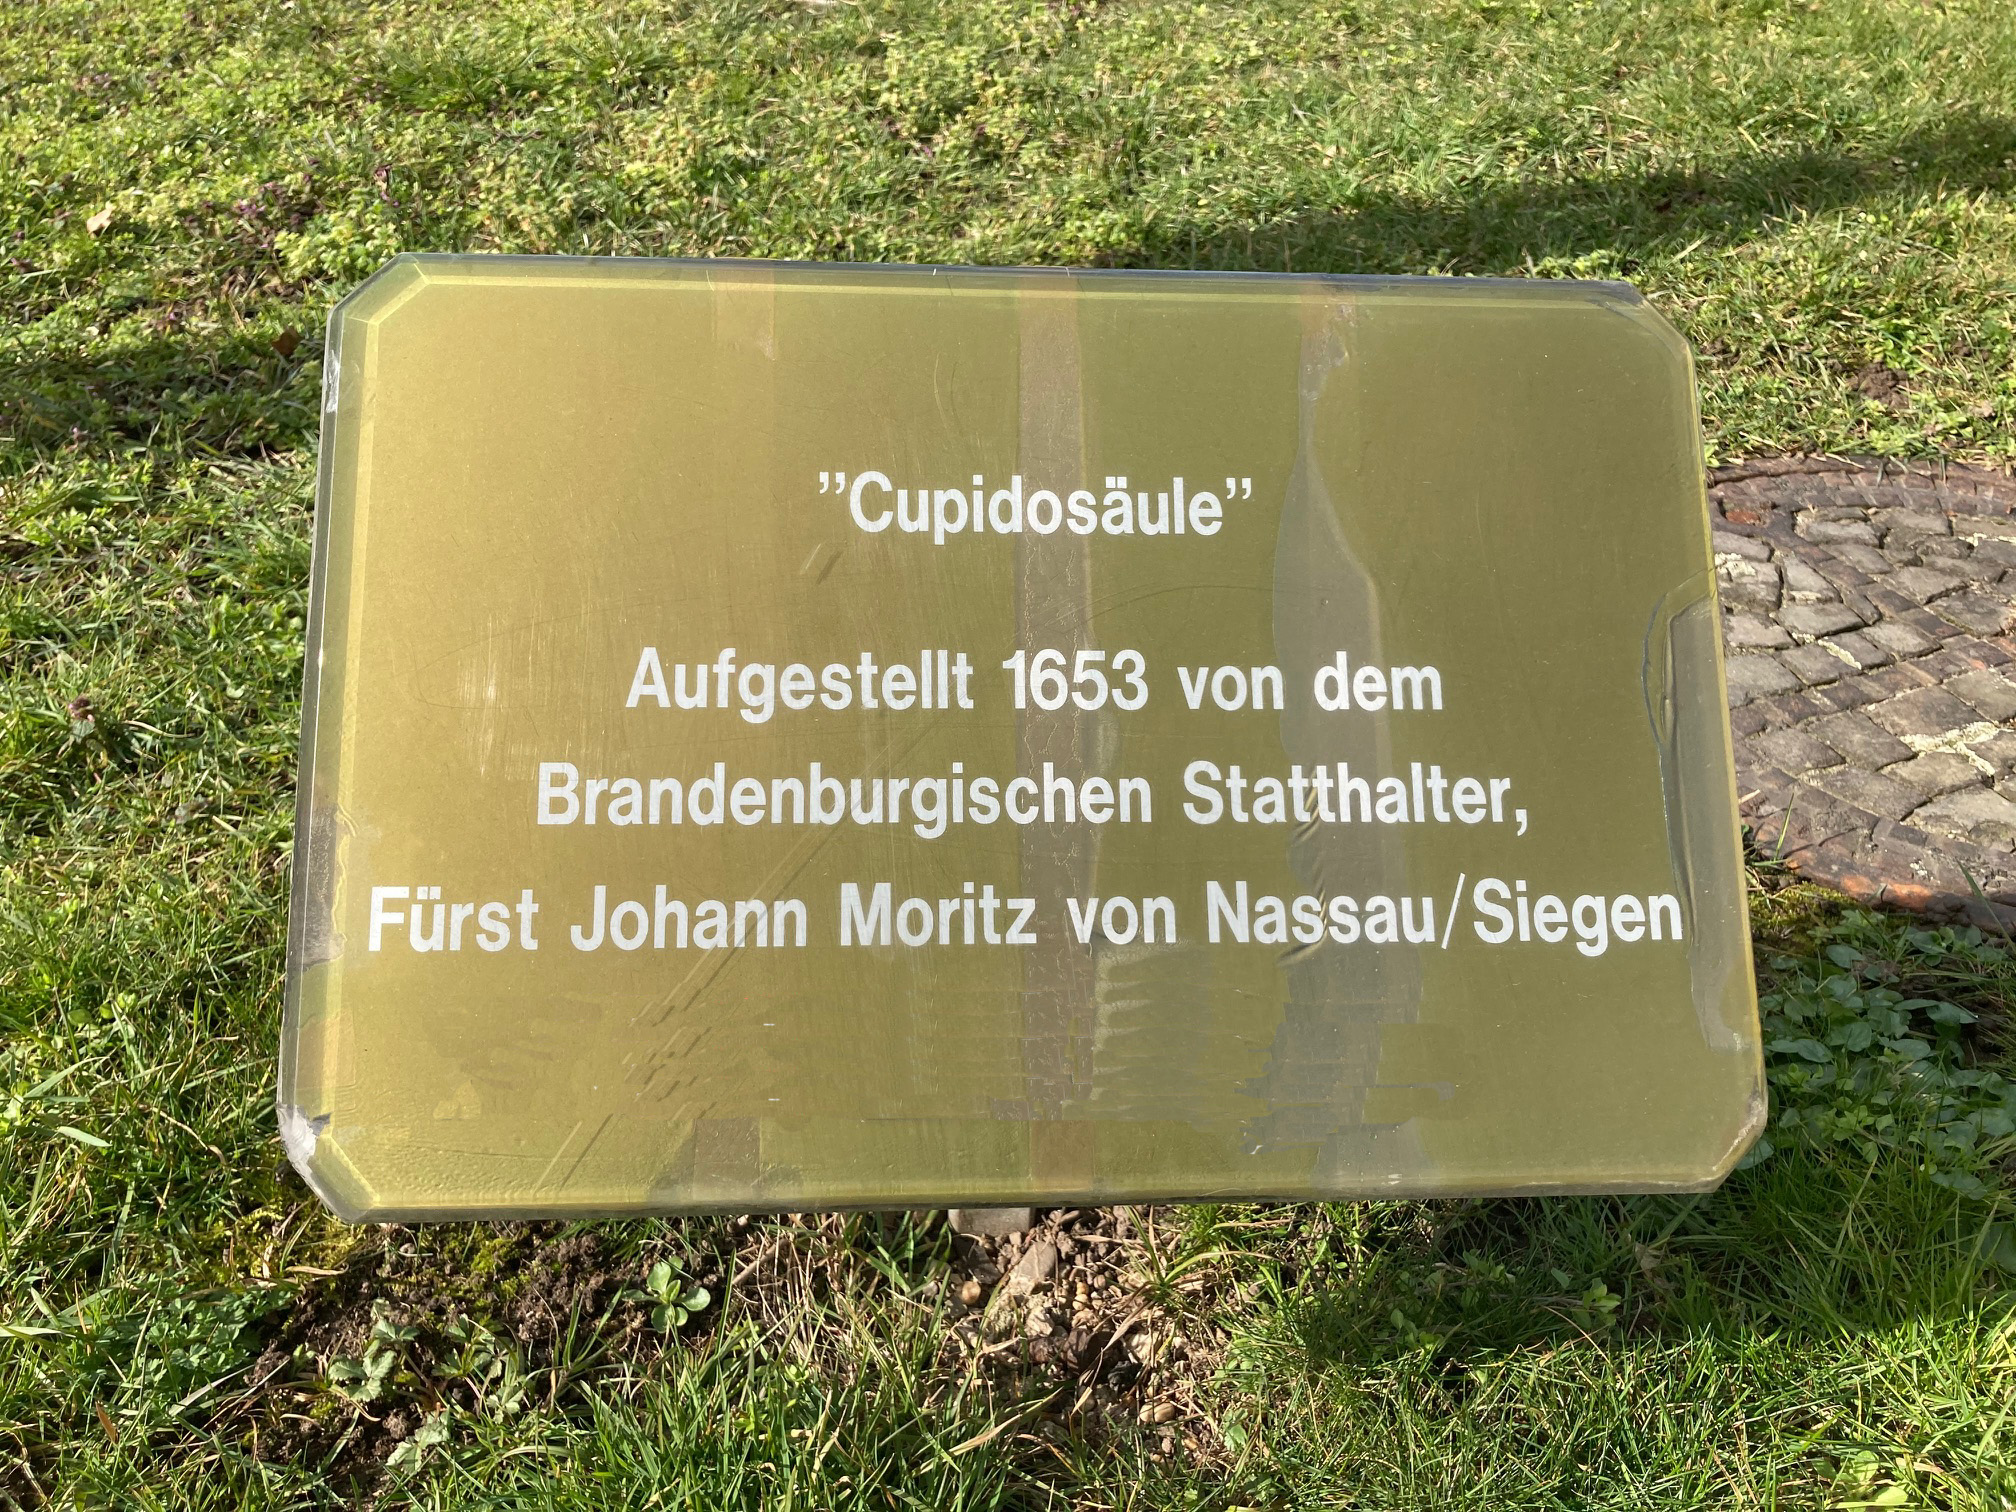 ”Cupidosäule”
Aufgestellt 1653 von dem
Brandenburgischen Statthalter,
Fürst Johann Moritz von Nassau/Siegen